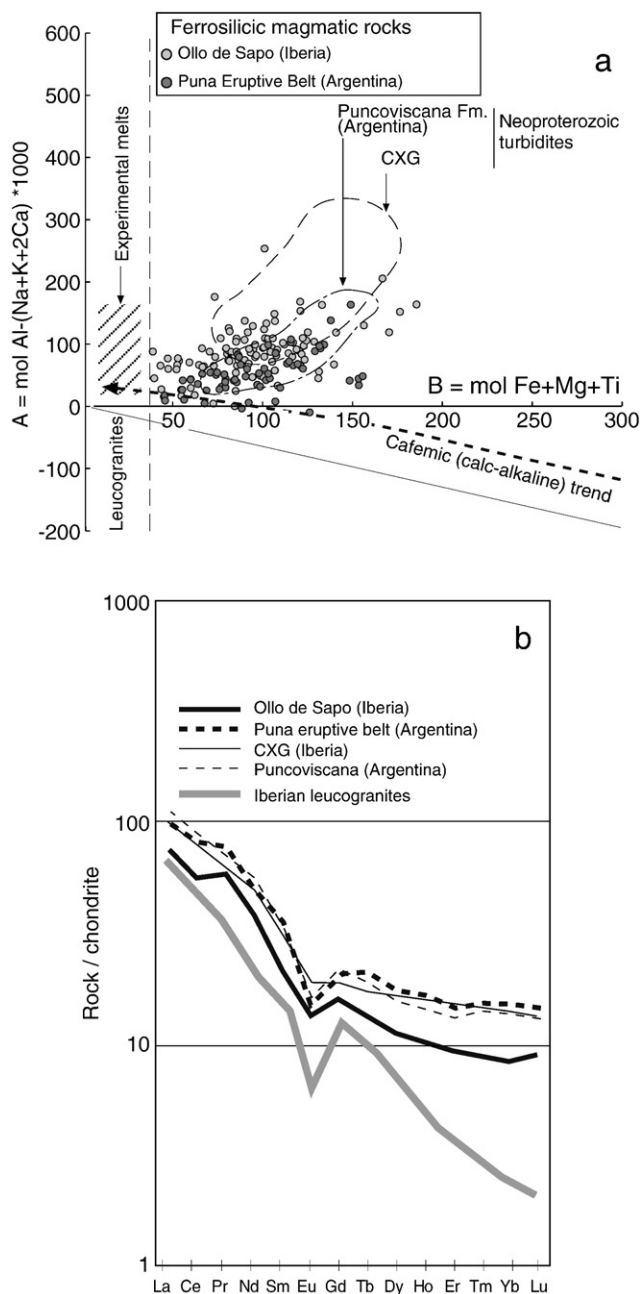 a
Ferrosilicic magmatic rocks
Ollo de Sapo (Iberia)
Puna Eruptive Belt (Argentina)
Puncoviscana Fm.
(Argentina)
CXG
Neoproterozoic
turbidites
Experimental melts
Leucogranites
A = mol Al-(Na+K+2Ca) *1000
600
500
400
300
200
100
0
-100
-200
B = mol Fe+Mg+Ti
50 100 150 200 250 300
Cafemic (calc-alkaline) trend
b
Ollo de Sapo (Iberia)
Puna eruptive belt (Argentina)
CXG (Iberia)
Puncoviscana (Argentina)
Iberian leucogranites
Rock / chondrite
1000
100
10
1
La Ce Pr Nd Sm Eu Gd Tb Dy Ho Er Tm Yb Lu